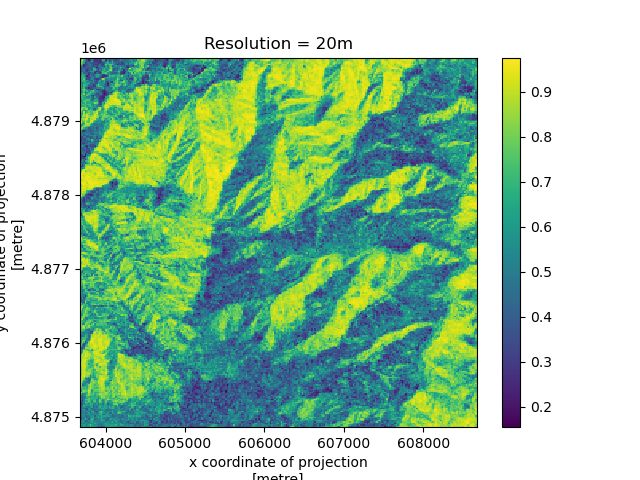 Resolution = 20m
1e6
4.879
4.878
4.877
4.876
4.875
y coordinate of projection
[metre]
604000 605000 606000 607000 608000
x coordinate of projection
[metre]
0.9
0.8
0.7
0.6
0.5
0.4
0.3
0.2